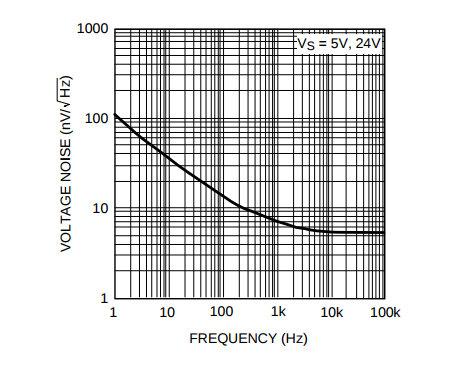 1000
VS = 5V, 24V
100
10
1
VOLTAGE NOISE (nV/√Hz)
1 10 100 1k 10k 100k
FREQUENCY (Hz)